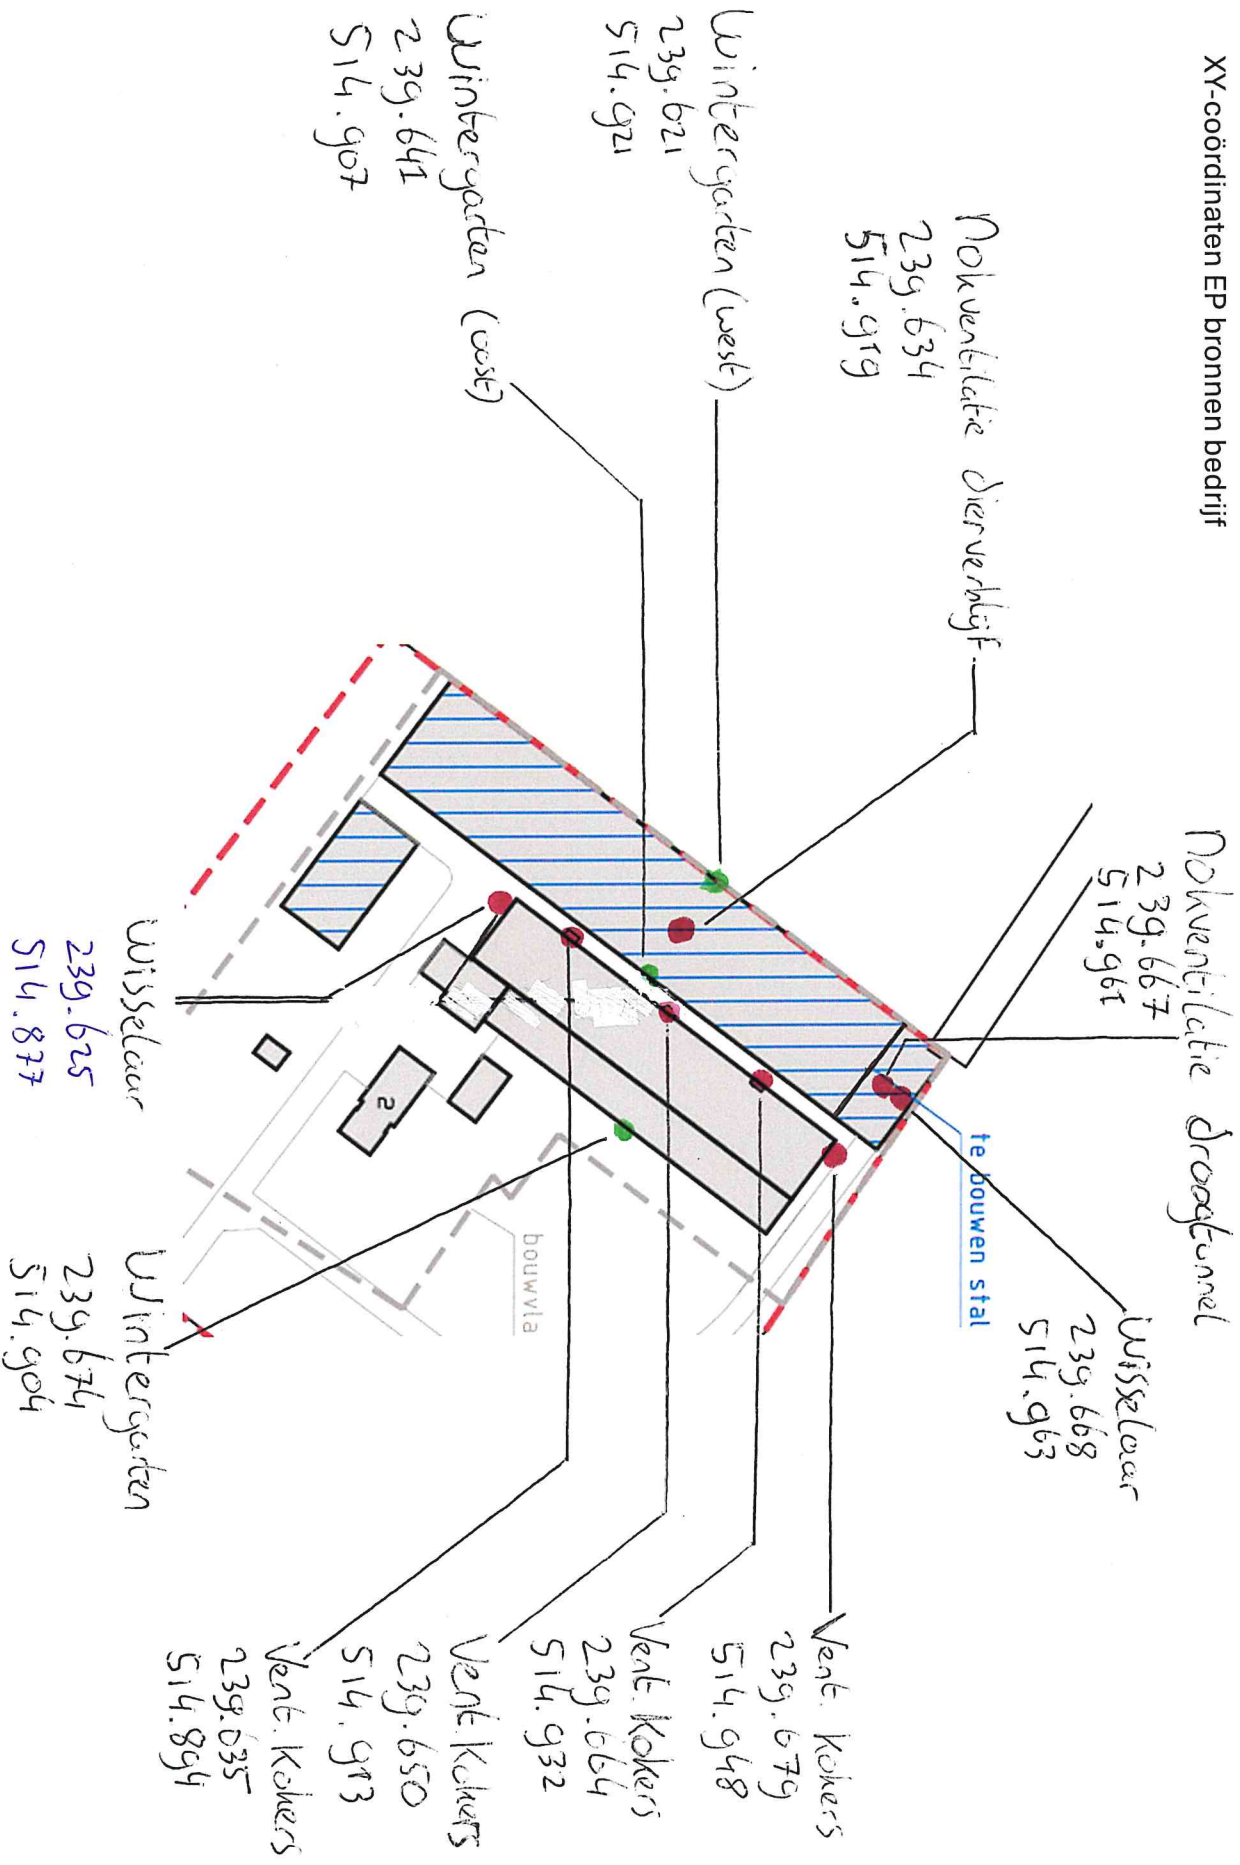 XY-coördinaten EP bronnen bedrijf
Nokventilatie droogtunnel
239.667
514.961
Wisselaar
239.668
514.963
Nokventilatie dierverblijf
239.634
514.919
Wintergarten (west)
239.621
514.921
Wintergarten (oost)
239.641
514.907
te bouwen stal
bouwvla
2
Vent. Kokers
239.679
514.948
Vent. Kokers
239.664
514.932
Vent. Kokers
239.650
514.913
Vent. Kokers
239.635
514.894
Wisselaar
239.625
514.877
Wintergarten
239.674
514.904